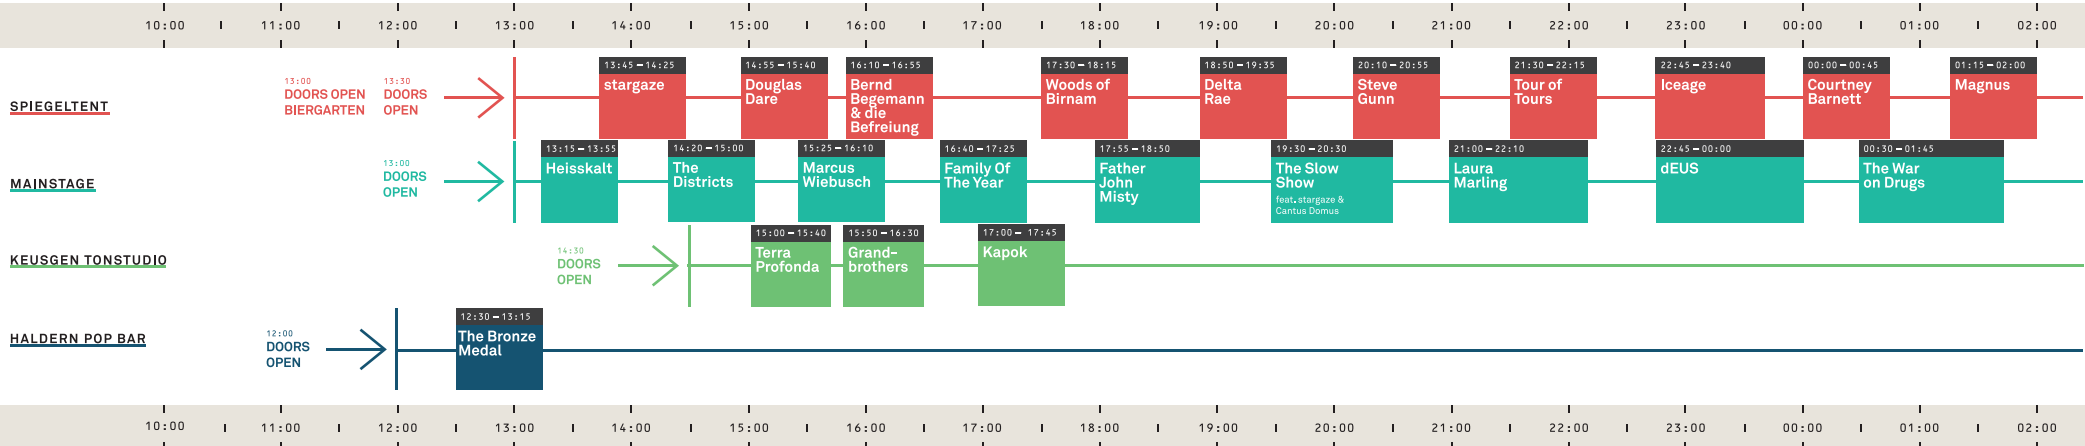 10:00 11:00 12:00 13:00 14:00 15:00 16:00 17:00 18:00 19:00 20:00 21:00 22:00 23:00 00:00 01:00 02:00
SPIEGELTENT
13:00
DOORS OPEN
BIERGARTEN
13:30
DOORS
OPEN
13:45–14:25
stargaze
14:55–15:40
Douglas
Dare
16:10–16:55
Bernd
Begemann
& die
Befreiung
17:30–18:15
Woods of
Birnam
18:50–19:35
Delta
Rae
20:10–20:55
Steve
Gunn
21:30–22:15
Tour of
Tours
22:45–23:40
Iceage
00:00–00:45
Courtney
Barnett
01:15–02:00
Magnus
MAINSTAGE
13:00
DOORS
OPEN
13:15–13:55
Heisskalt
14:20–15:00
The
Districts
15:25–16:10
Marcus
Wiebusch
16:40–17:25
Family Of
The Year
17:55–18:50
Father
John
Misty
19:30–20:30
The Slow
Show
feat. stargaze &
Cantus Domus
21:00–22:10
Laura
Marling
22:45–00:00
dEUS
00:30–01:45
The War
on Drugs
KEUSGEN TONSTUDIO
14:30
DOORS
OPEN
15:00–15:40
Terra
Profonda
15:50–16:30
Grand-
brothers
17:00– 17:45
Kapok
HALDERN POP BAR
12:00
DOORS
OPEN
12:30–13:15
The Bronze
Medal
10:00 11:00 12:00 13:00 14:00 15:00 16:00 17:00 18:00 19:00 20:00 21:00 22:00 23:00 00:00 01:00 02:00